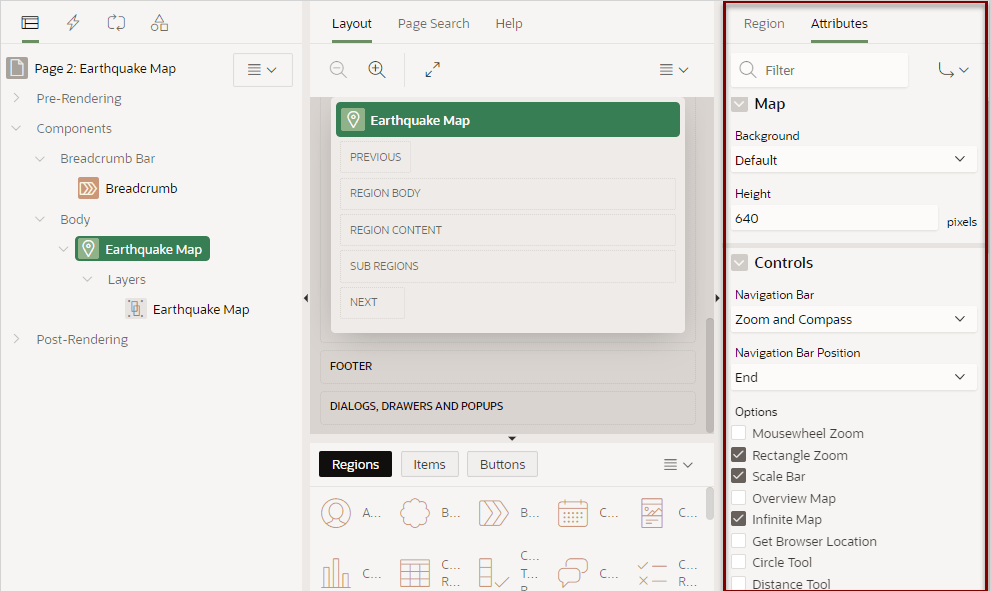 Page 2: Earthquake Map
Pre-Rendering
Components
Breadcrumb Bar
Breadcrumb
Body
Earthquake Map
Layers
Earthquake Map
Post-Rendering
Layout Page Search Help
Earthquake Map
PREVIOUS
REGION BODY
REGION CONTENT
SUB REGIONS
NEXT
FOOTER
DIALOGS, DRAWERS AND POPUPS
Regions Items Buttons
A... B... B... C... C...
C... C... R... C... T... R C... C... R...
Region Attributes
Filter
Map
Background
Default
Height
640 pixels
Controls
Navigation Bar
Zoom and Compass
Navigation Bar Position
End
Options
Mousewheel Zoom
Rectangle Zoom
Scale Bar
Overview Map
Infinite Map
Get Browser Location
Circle Tool
Distance Tool